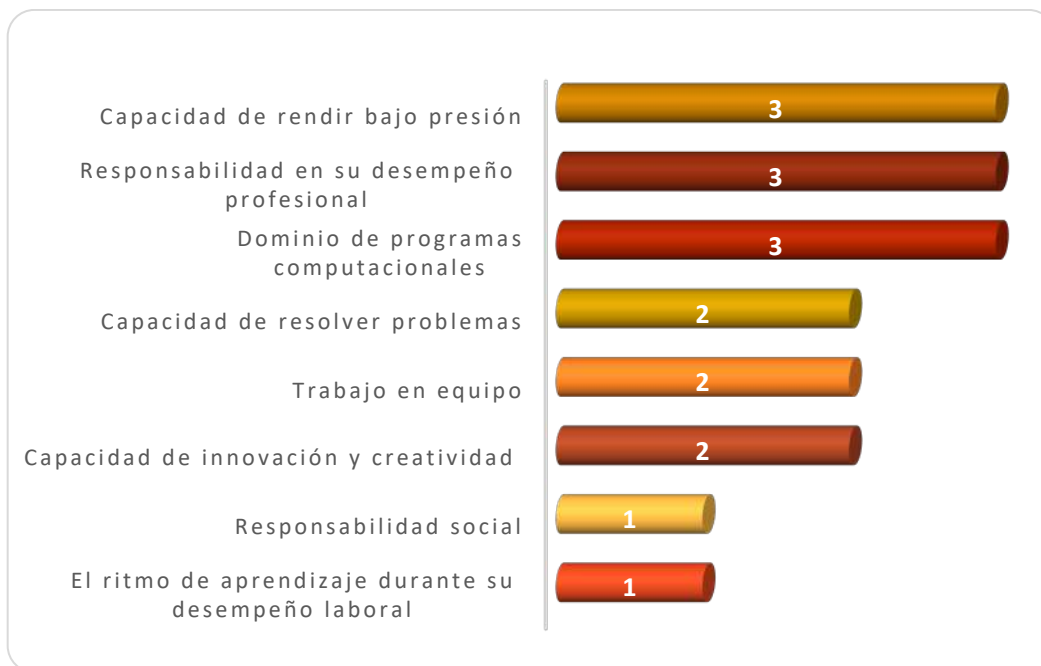 Capacidad de rendir bajo presión
3
Responsabilidad en su desempeño
profesional
3
Dominio de programas
computacionales
3
Capacidad de resolver problemas
2
Trabajo en equipo
2
Capacidad de innovación y creatividad
2
Responsabilidad social
1
El ritmo de aprendizaje durante su
desempeño laboral
1